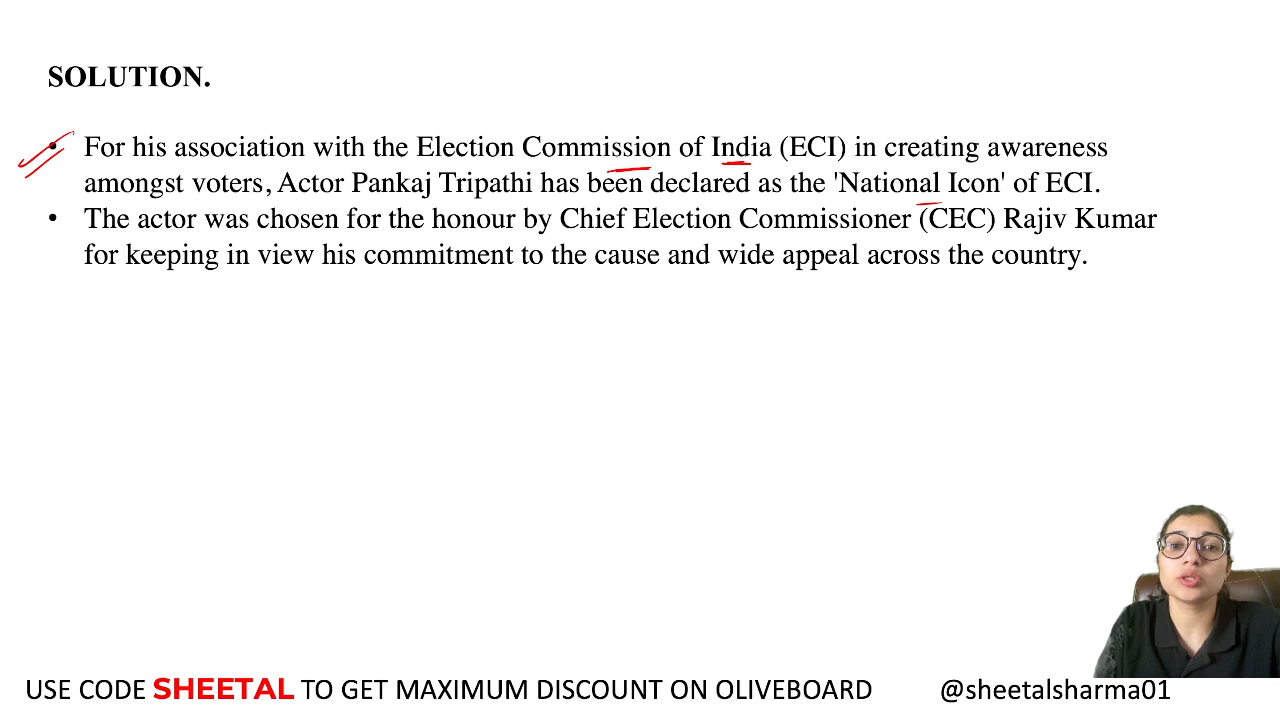 SOLUTION.
• For his association with the Election Commission of India (ECI) in creating awareness
amongst voters, Actor Pankaj Tripathi has been declared as the 'National Icon' of ECI.
• The actor was chosen for the honour by Chief Election Commissioner (CEC) Rajiv Kumar
for keeping in view his commitment to the cause and wide appeal across the country.
USE CODE SHEETAL TO GET MAXIMUM DISCOUNT ON OLIVEBOARD @sheetalsharma01